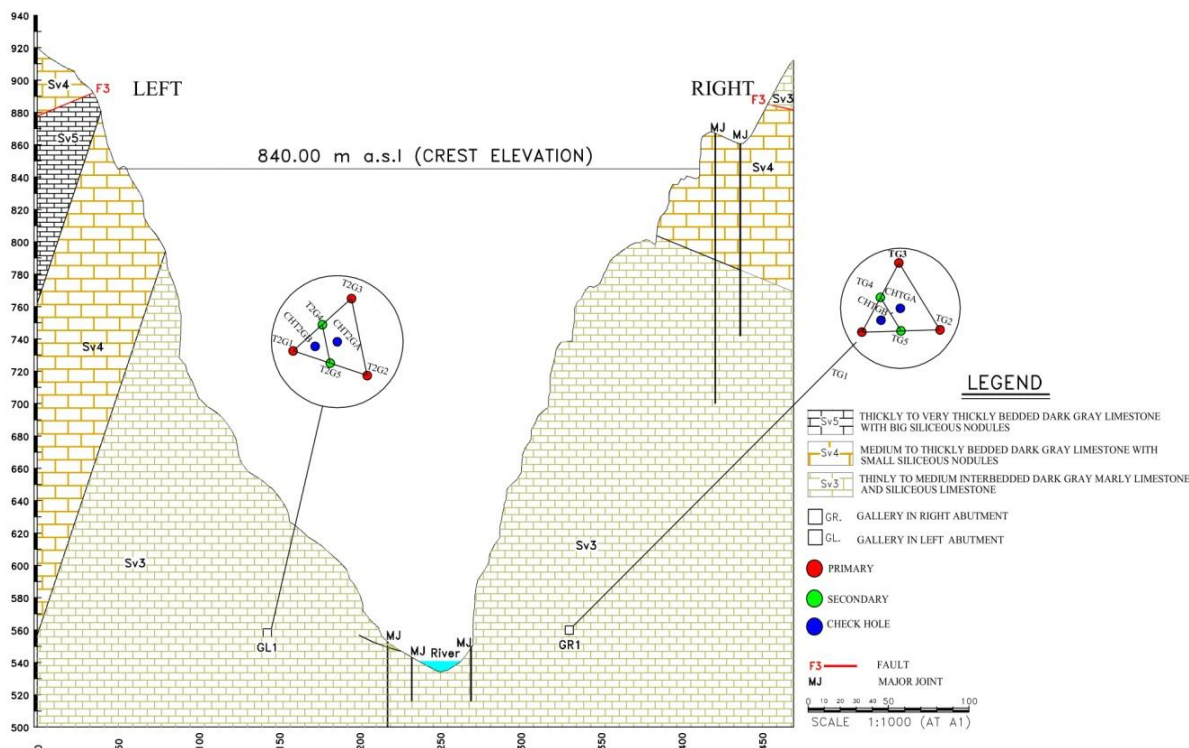 940
920
900
880
860
840
820
800
780
760
740
720
700
680
660
640
620
600
580
560
540
520
500
0
50
100
150
200
250
300
350
400
450
Sv4
F3
LEFT
RIGHT
F3
Sv3
MJ
MJ
Sv5
840.00 m a.s.l (CREST ELEVATION)
Sv4
Sv4
T2G3
T2G4
CHT2GA
CHT2GB
T2G1
T2G5
T2G2
TG3
TG4
CHTGA
CHTGB
TG2
TG5
TG1
Sv3
Sv3
GL1
GR1
MJ
MJ
River
MJ
LEGEND
Sv5 THICKLY TO VERY THICKLY BEDDED DARK GRAY LIMESTONE
WITH BIG SILICEOUS NODULES
Sv4 MEDIUM TO THICKLY BEDDED DARK GRAY LIMESTONE WITH
SMALL SILICEOUS NODULES
Sv3 THINLY TO MEDIUM INTERBEDDED DARK GRAY MARLY LIMESTONE
AND SILICEOUS LIMESTONE
GR. GALLERY IN RIGHT ABUTMENT
GL. GALLERY IN LEFT ABUTMENT
PRIMARY
SECONDARY
CHECK HOLE
F3 FAULT
MJ MAJOR JOINT
0 10 20 30 40 50 100
SCALE 1:1000 (AT A1)